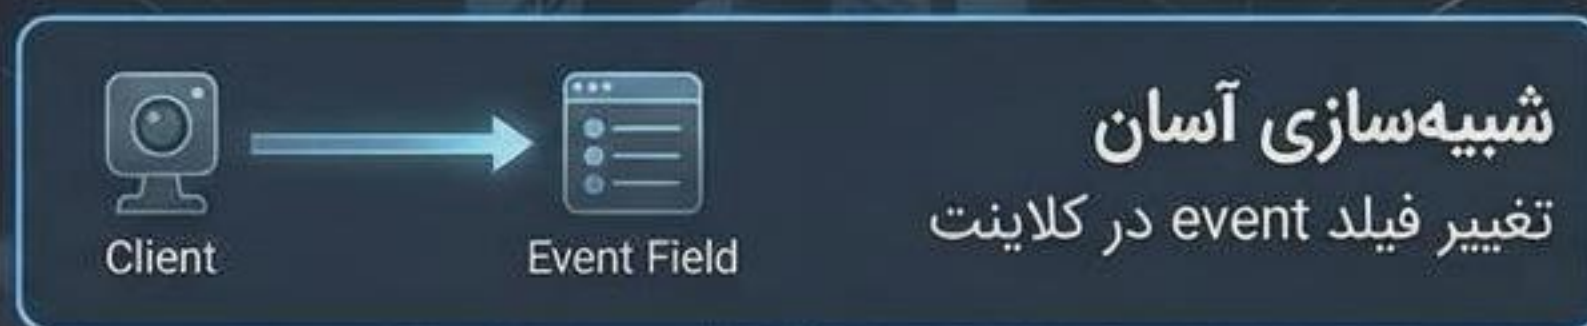 شبیه‌سازی آسان
تغییر فیلد event در کلاینت
Client
Event Field